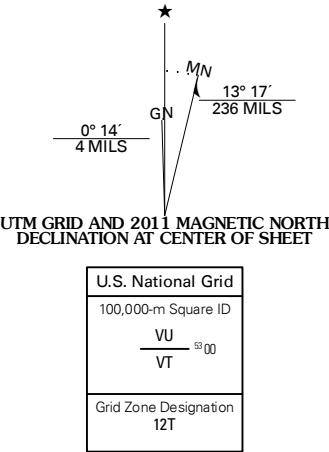 ★
MN
13° 17´
236 MILS
GN
0° 14´
4 MILS
UTM GRID AND 2011 MAGNETIC NORTH
DECLINATION AT CENTER OF SHEET
U.S. National Grid
100,000-m Square ID
VU
5300
VT
Grid Zone Designation
12T